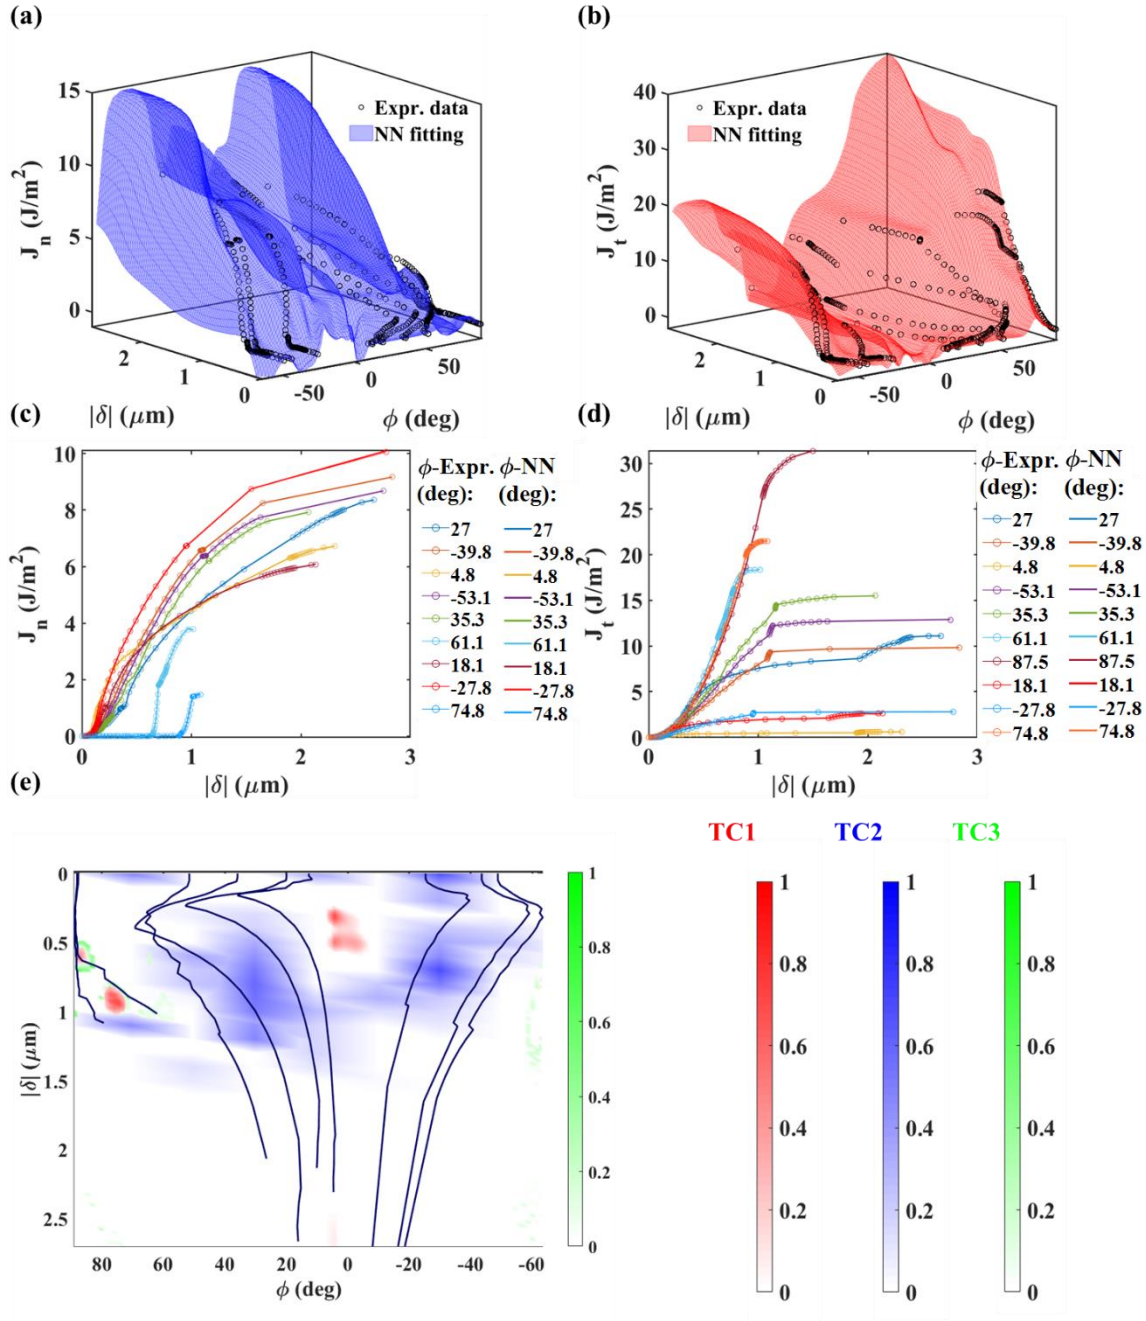 (a)
15
10
5
0
J_n (J/m²)
Expr. data
NN fitting
2
1
0
|δ| (μm)
-50
0
50
ϕ (deg)
(b)
40
30
20
10
0
J_t (J/m²)
Expr. data
NN fitting
2
1
0
|δ| (μm)
-50
0
50
ϕ (deg)
(c)
10
8
6
4
2
0
J_n (J/m²)
0 1 2 3
|δ| (μm)
ϕ-Expr. ϕ-NN
(deg): (deg):
27 27
-39.8 -39.8
4.8 4.8
-53.1 -53.1
35.3 35.3
61.1 61.1
18.1 18.1
-27.8 -27.8
74.8 74.8
(d)
30
25
20
15
10
5
0
J_t (J/m²)
0 1 2 3
|δ| (μm)
ϕ-Expr. ϕ-NN
(deg): (deg):
27 27
-39.8 -39.8
4.8 4.8
-53.1 -53.1
35.3 35.3
61.1 61.1
87.5 87.5
18.1 18.1
-27.8 -27.8
74.8 74.8
(e)
0
0.5
1
1.5
2
2.5
|δ| (μm)
80 60 40 20 0 -20 -40 -60
ϕ (deg)
1
0.8
0.6
0.4
0.2
0
TC1 TC2 TC3
1 1 1
0.8 0.8 0.8
0.6 0.6 0.6
0.4 0.4 0.4
0.2 0.2 0.2
0 0 0